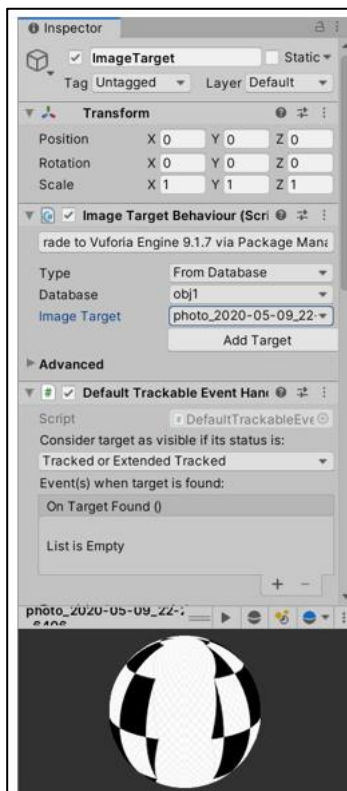 Inspector
ImageTarget Static
Tag Untagged Layer Default
Transform
Position X 0 Y 0 Z 0
Rotation X 0 Y 0 Z 0
Scale X 1 Y 1 Z 1
Image Target Behaviour (Scri
rade to Vuforia Engine 9.1.7 via Package Mana
Type From Database
Database obj1
Image Target photo_2020-05-09_22-
Add Target
Advanced
Default Trackable Event Han
Script DefaultTrackableEve
Consider target as visible if its status is:
Tracked or Extended Tracked
Event(s) when target is found:
On Target Found ()
List is Empty
+ -
photo_2020-05-09_22-